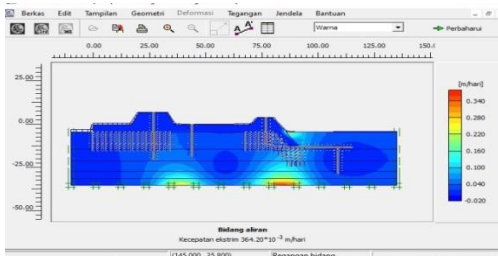 Berkas Edit Tampilan Geometri Deformasi Tegangan Jendela Bantuan
Warna Perbaharui
0.00 25.00 50.00 75.00 100.00 125.00 150.
25.00
0.00
-25.00
-50.00
[m/hari]
0.340
0.280
0.220
0.160
0.100
0.040
-0.020
Bidang aliran
Kecepatan ekstrim 364.20*10 -3 m/hari
(145.000, 35.800) Regangan bidang